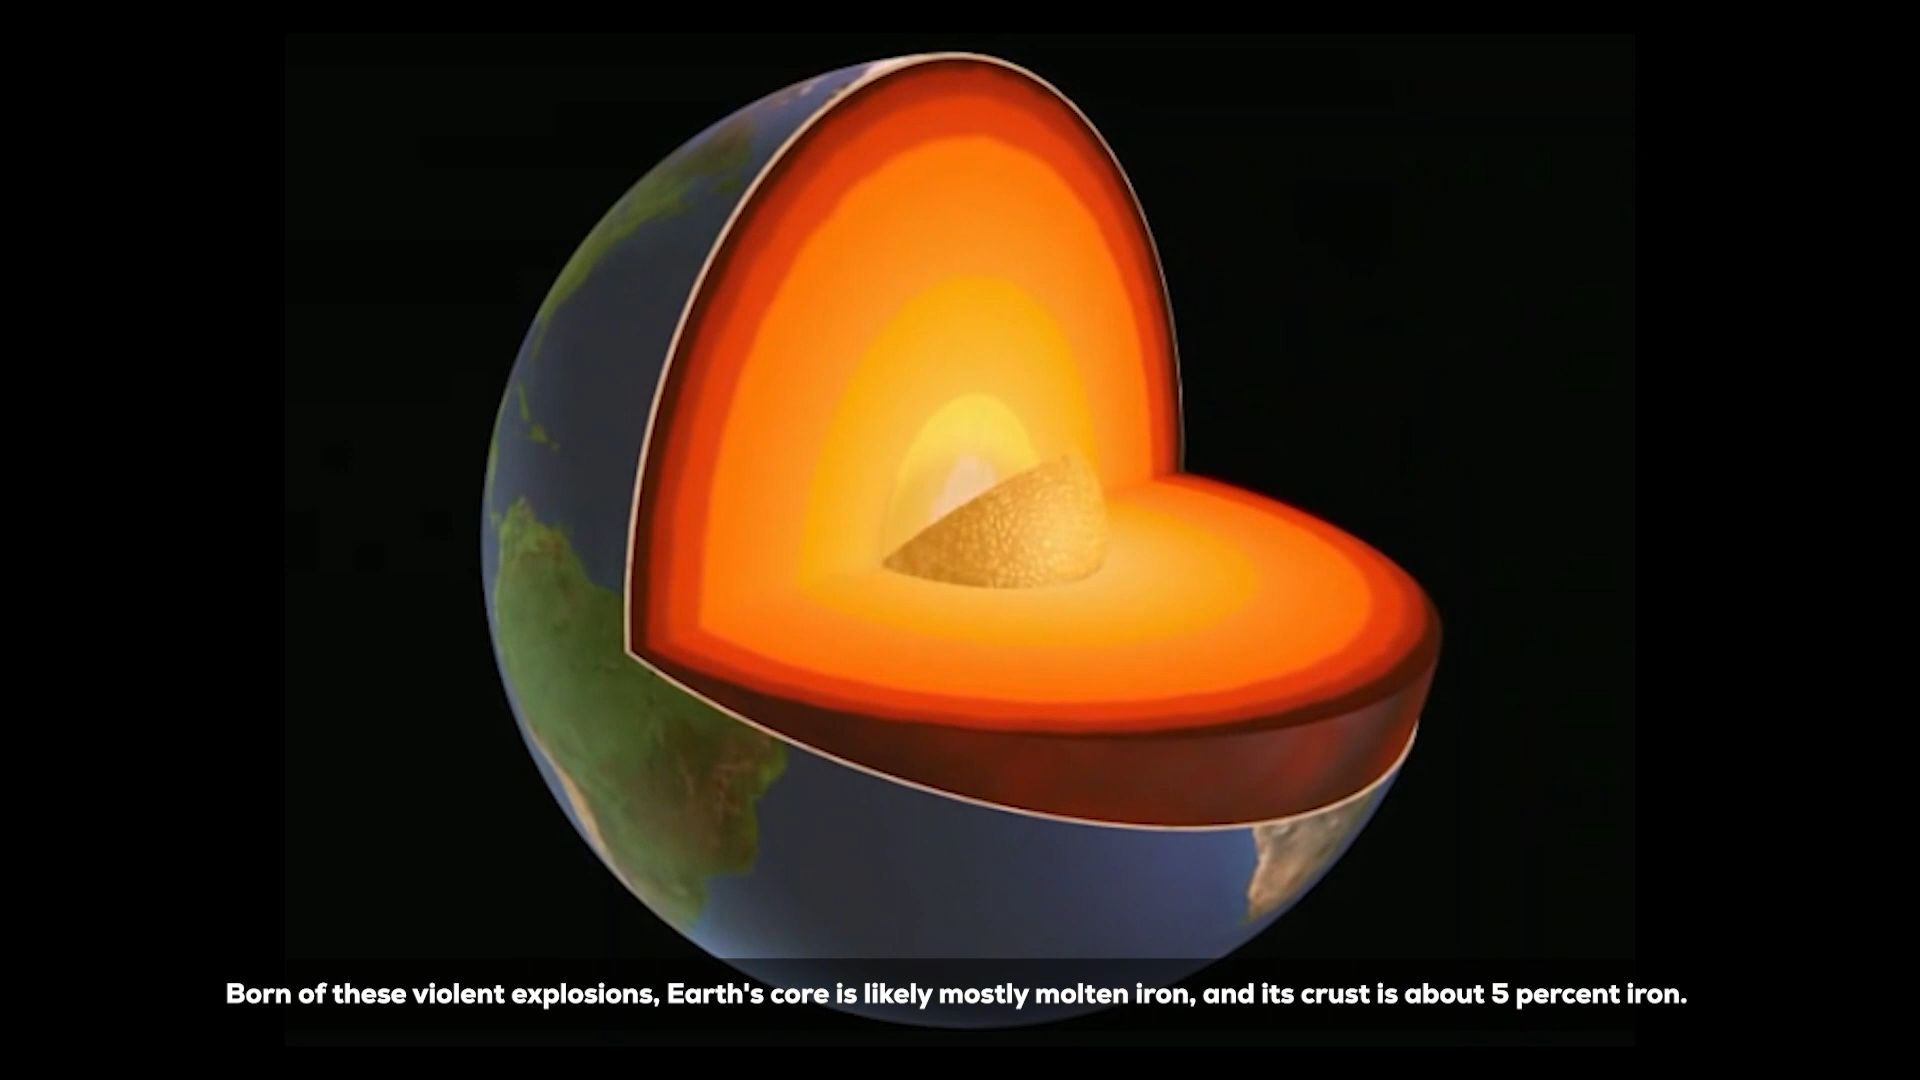 Born of these violent explosions, Earth's core is likely mostly molten iron, and its crust is about 5 percent iron.